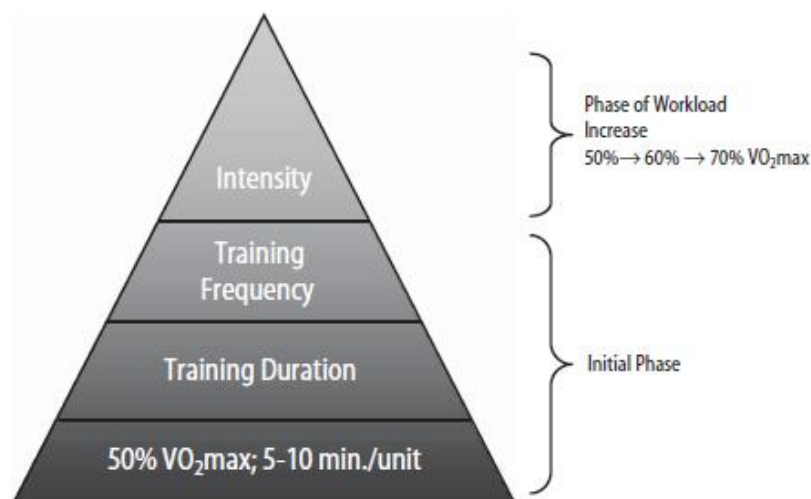 Intensity
Training
Frequency
Training Duration
50% VO₂max; 5-10 min./unit
Phase of Workload
Increase
50%→ 60% → 70% VO₂max
Initial Phase